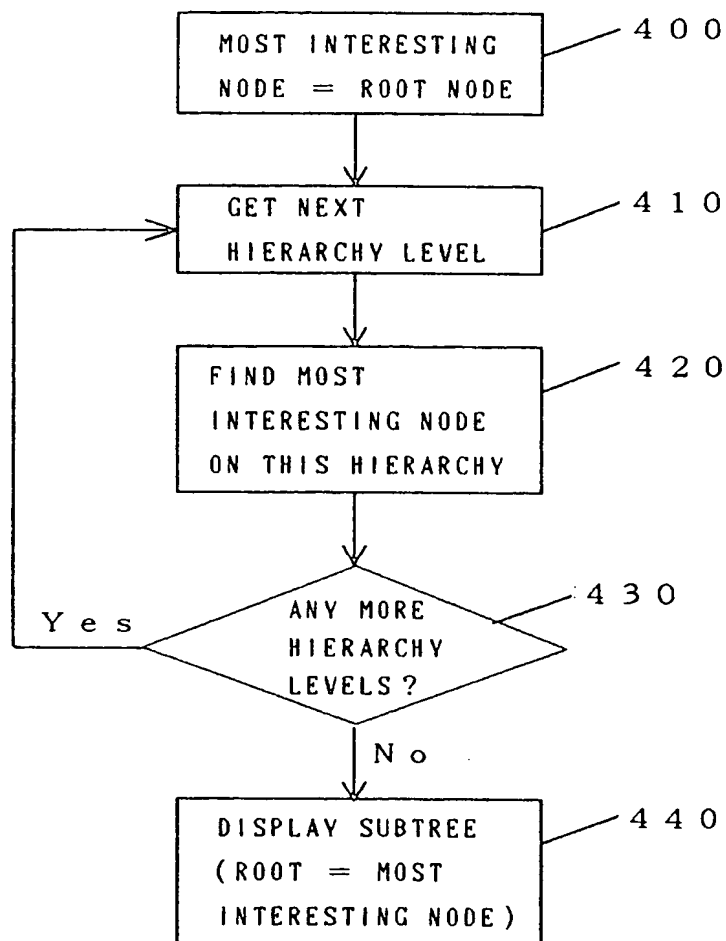 MOST INTERESTING
NODE = ROOT NODE
400
GET NEXT
HIERARCHY LEVEL
410
FIND MOST
INTERESTING NODE
ON THIS HIERARCHY
420
ANY MORE
HIERARCHY
LEVELS?
430
Yes
No
DISPLAY SUBTREE
(ROOT = MOST
INTERESTING NODE)
440